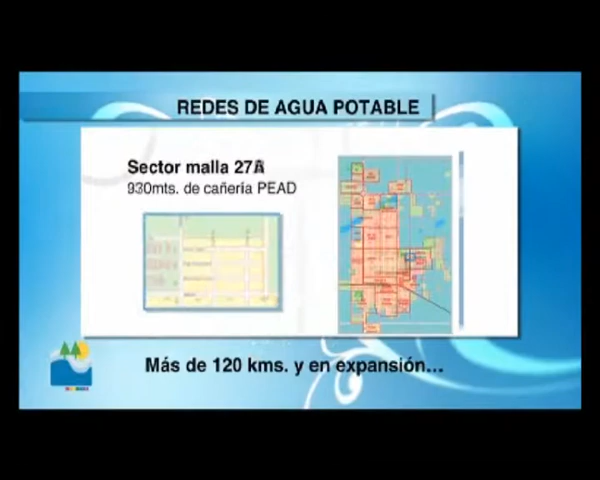 REDES DE AGUA POTABLE
Sector malla 27A
930mts. de cañería PEAD
Más de 120 kms. y en expansión...